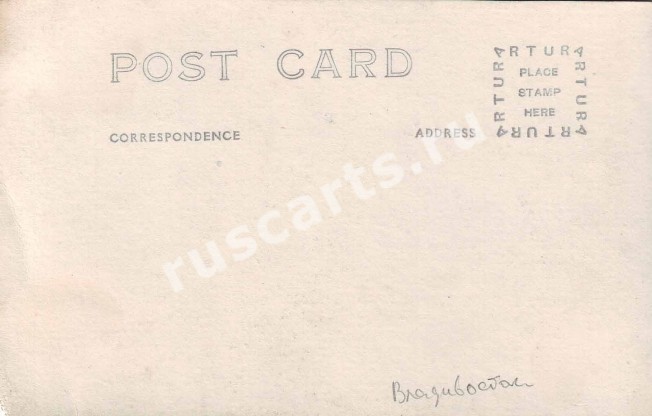 POST CARD
ARTURA
PLACE
STAMP
HERE
ARTURA
ARTURA
ARTURA
CORRESPONDENCE
ADDRESS
ruscarts.ru
Владивосток